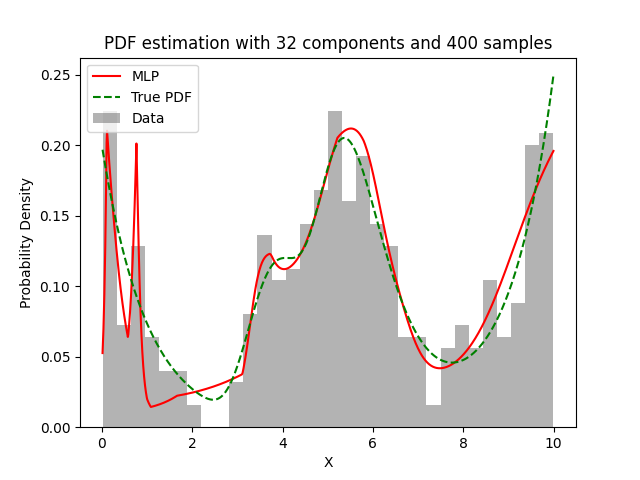 PDF estimation with 32 components and 400 samples
MLP
True PDF
Data
Probability Density
0.25
0.20
0.15
0.10
0.05
0.00
0
2
4
6
8
10
X